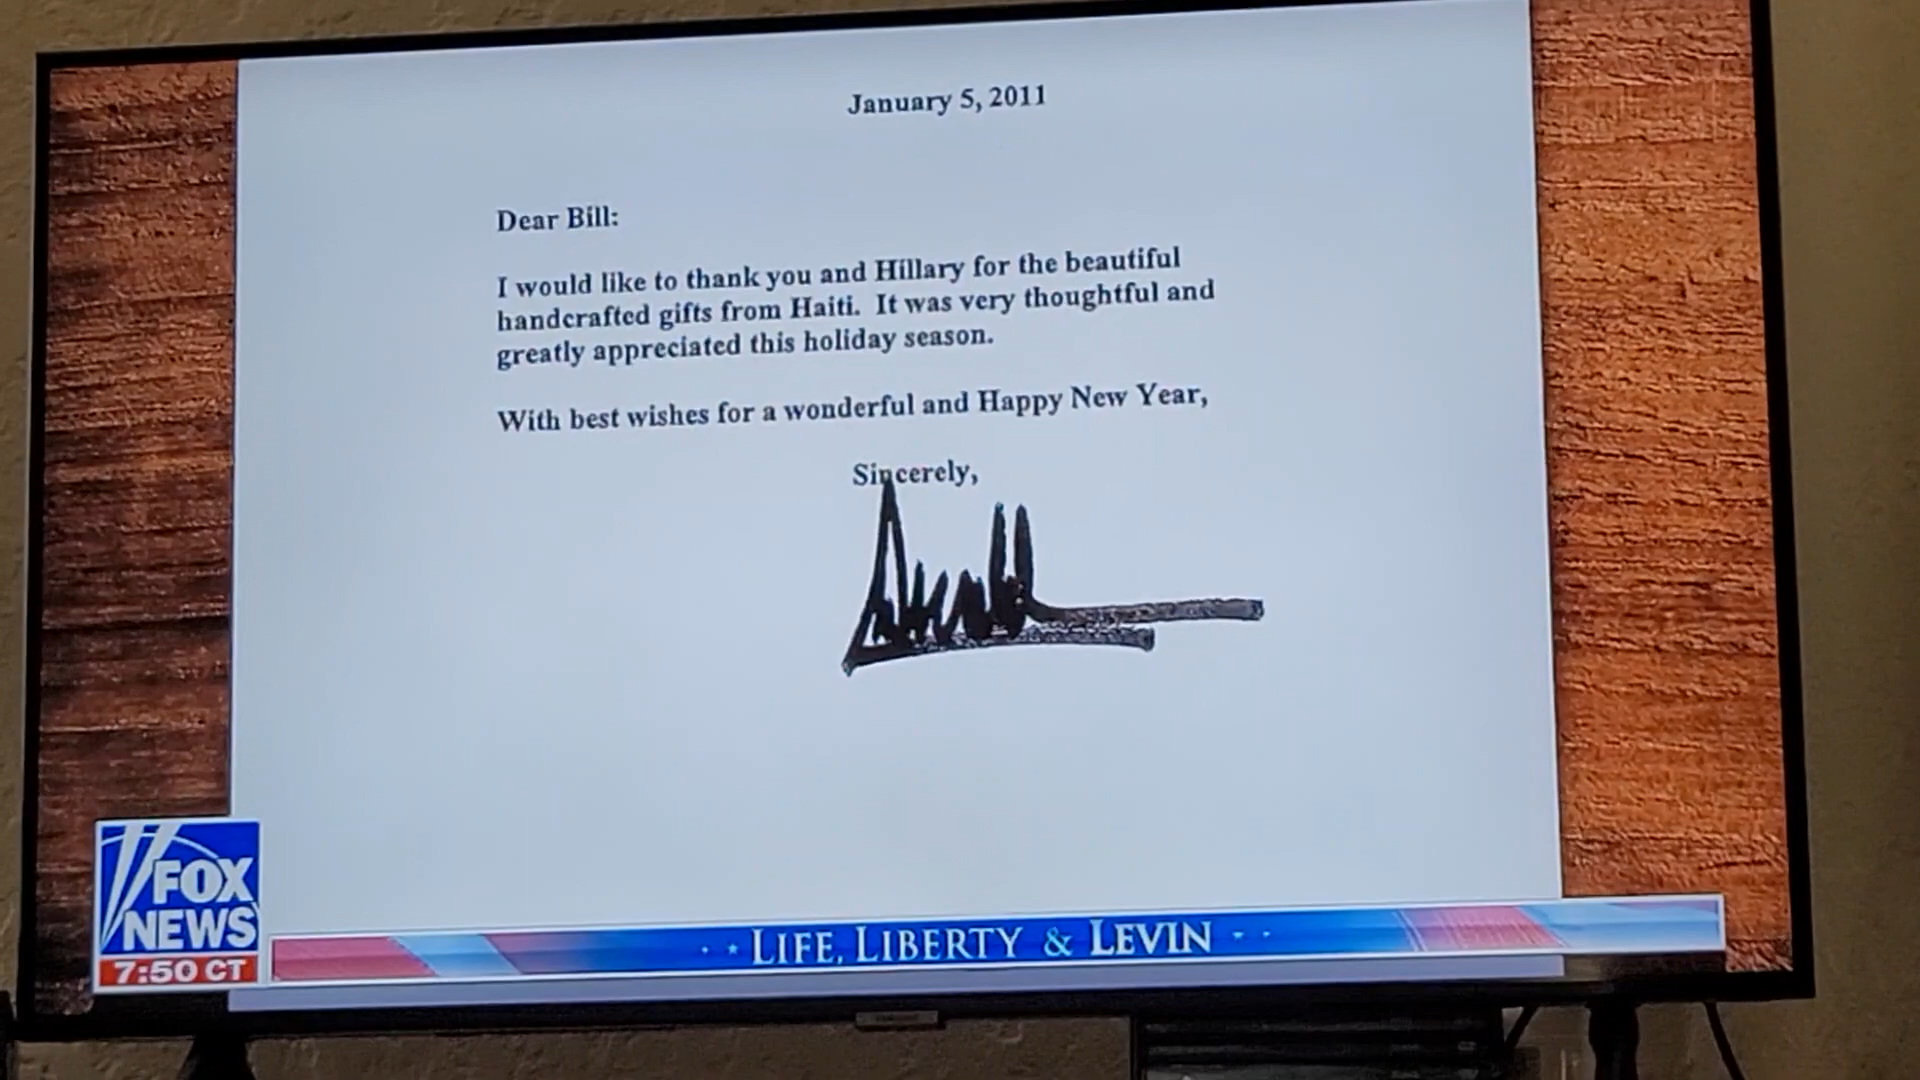 January 5, 2011
Dear Bill:
I would like to thank you and Hillary for the beautiful
handcrafted gifts from Haiti. It was very thoughtful and
greatly appreciated this holiday season.
With best wishes for a wonderful and Happy New Year,
Sincerely,
Donald
FOX
NEWS
7:50 CT
LIFE, LIBERTY & LEVIN